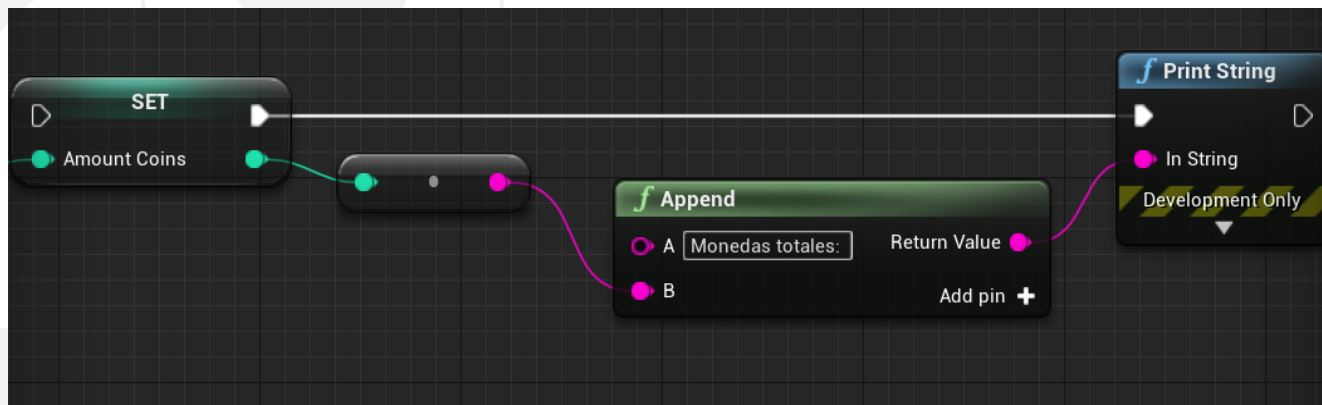 SET
Amount Coins
f Append
A Monedas totales:
Return Value
B
Add pin +
f Print String
In String
Development Only